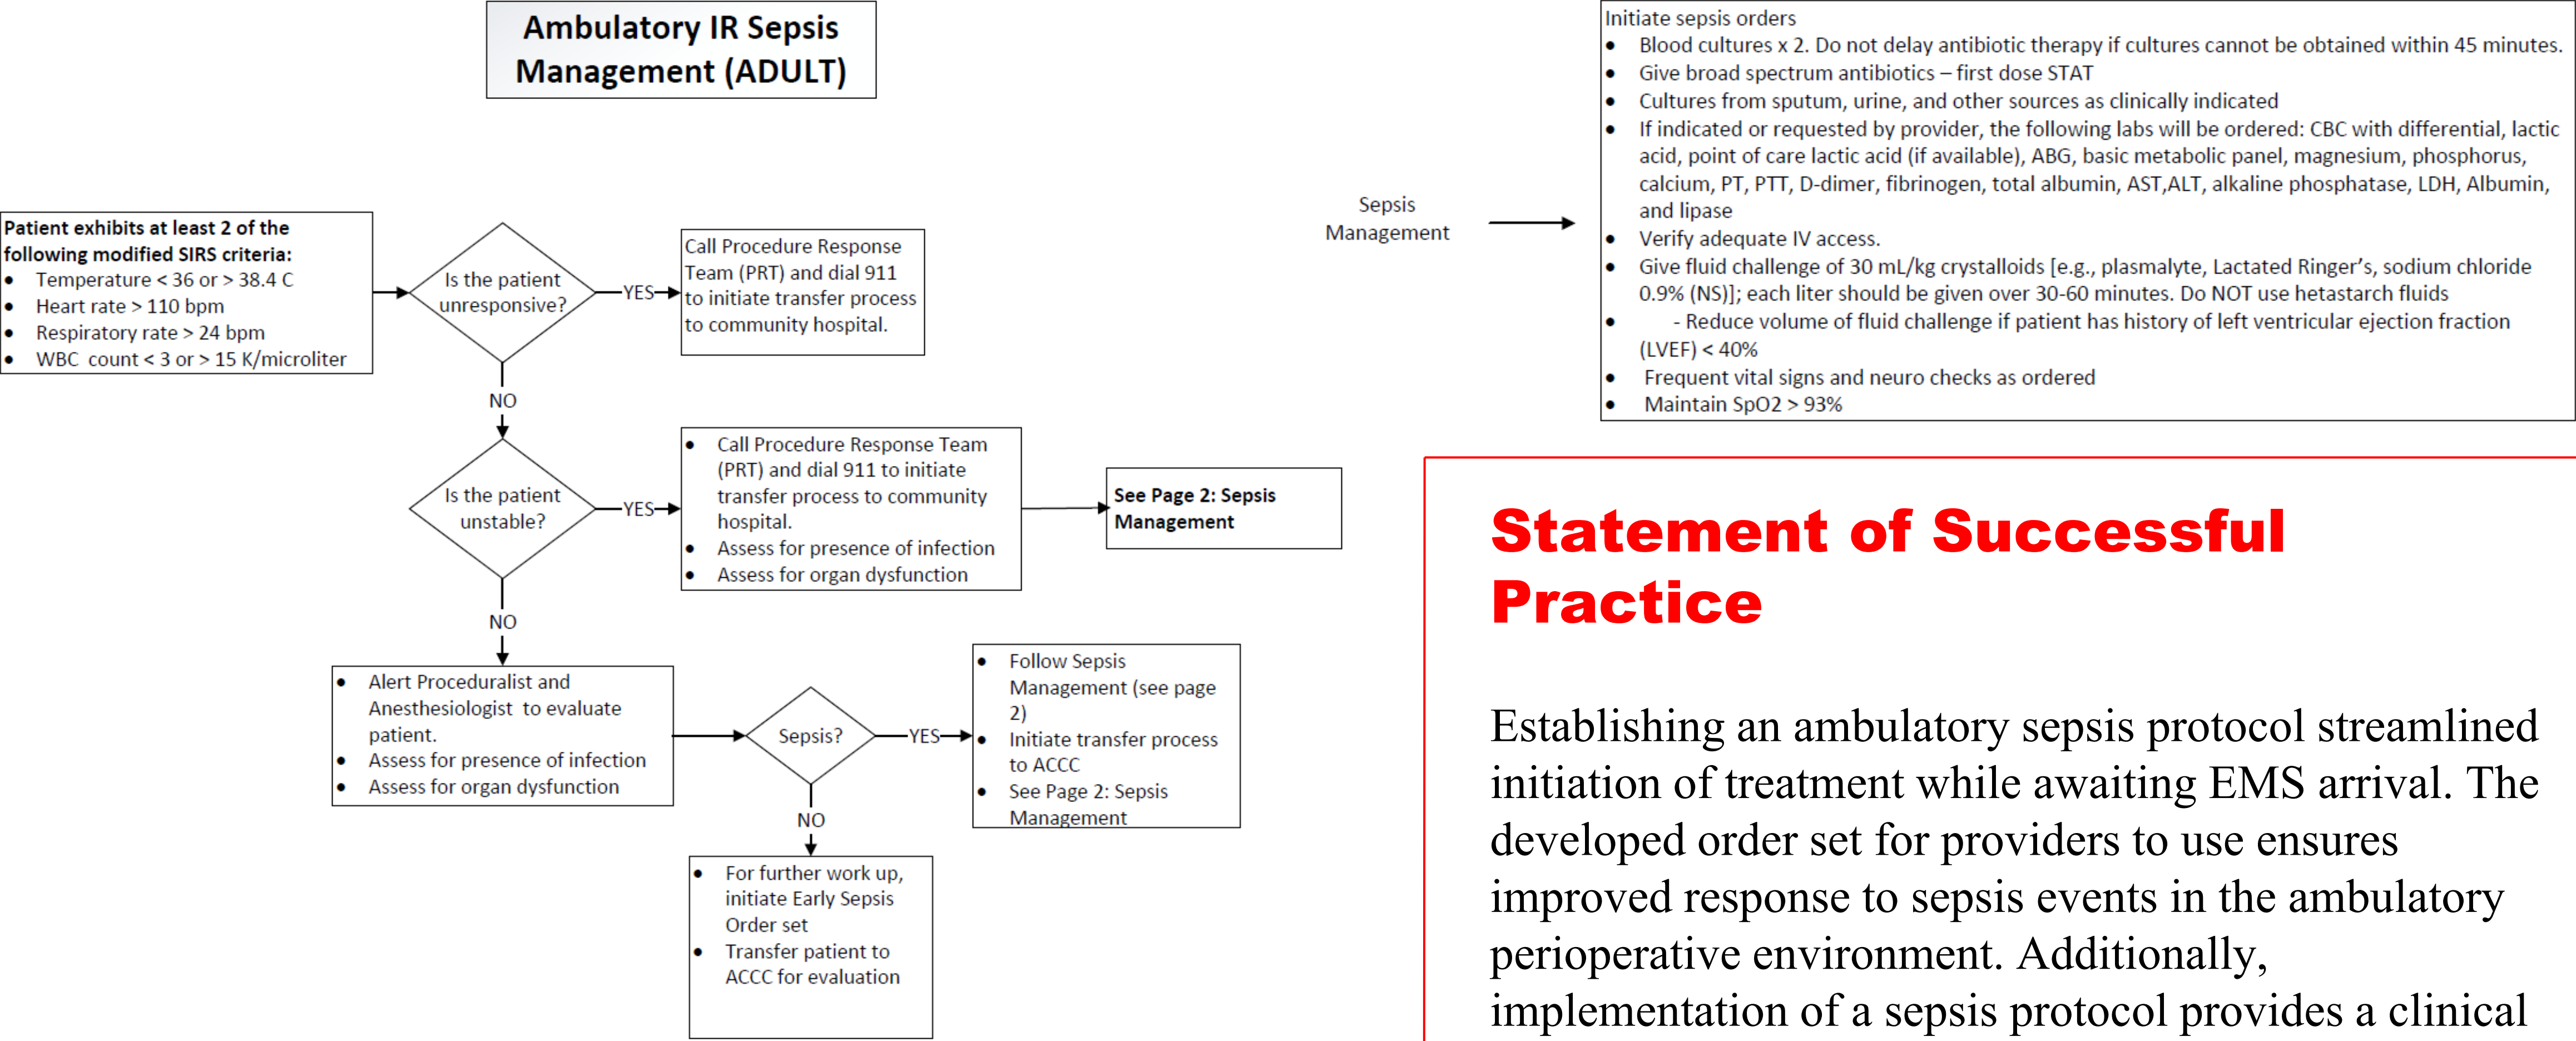 Ambulatory IR Sepsis
Management (ADULT)
Patient exhibits at least 2 of the
following modified SIRS criteria:
• Temperature < 36 or > 38.4 C
• Heart rate > 110 bpm
• Respiratory rate > 24 bpm
• WBC count < 3 or > 15 K/microliter
Is the patient
unresponsive?
YES
Call Procedure Response
Team (PRT) and dial 911
to initiate transfer process
to community hospital.
NO
Is the patient
unstable?
YES
• Call Procedure Response Team
(PRT) and dial 911 to initiate
transfer process to community
hospital.
• Assess for presence of infection
• Assess for organ dysfunction
See Page 2: Sepsis
Management
NO
• Alert Proceduralist and
Anesthesiologist to evaluate
patient.
• Assess for presence of infection
• Assess for organ dysfunction
Sepsis?
YES
• Follow Sepsis
Management (see page
2)
• Initiate transfer process
to ACCC
• See Page 2: Sepsis
Management
NO
• For further work up,
initiate Early Sepsis
Order set
• Transfer patient to
ACCC for evaluation
Sepsis
Management
Initiate sepsis orders
• Blood cultures x 2. Do not delay antibiotic therapy if cultures cannot be obtained within 45 minutes.
• Give broad spectrum antibiotics – first dose STAT
• Cultures from sputum, urine, and other sources as clinically indicated
• If indicated or requested by provider, the following labs will be ordered: CBC with differential, lactic
acid, point of care lactic acid (if available), ABG, basic metabolic panel, magnesium, phosphorus,
calcium, PT, PTT, D-dimer, fibrinogen, total albumin, AST,ALT, alkaline phosphatase, LDH, Albumin,
and lipase
• Verify adequate IV access.
• Give fluid challenge of 30 mL/kg crystalloids [e.g., plasmalyte, Lactated Ringer's, sodium chloride
0.9% (NS)]; each liter should be given over 30-60 minutes. Do NOT use hetastarch fluids
• - Reduce volume of fluid challenge if patient has history of left ventricular ejection fraction
(LVEF) < 40%
• Frequent vital signs and neuro checks as ordered
• Maintain SpO2 > 93%
Statement of Successful
Practice
Establishing an ambulatory sepsis protocol streamlined
initiation of treatment while awaiting EMS arrival. The
developed order set for providers to use ensures
improved response to sepsis events in the ambulatory
perioperative environment. Additionally,
implementation of a sepsis protocol provides a clinical